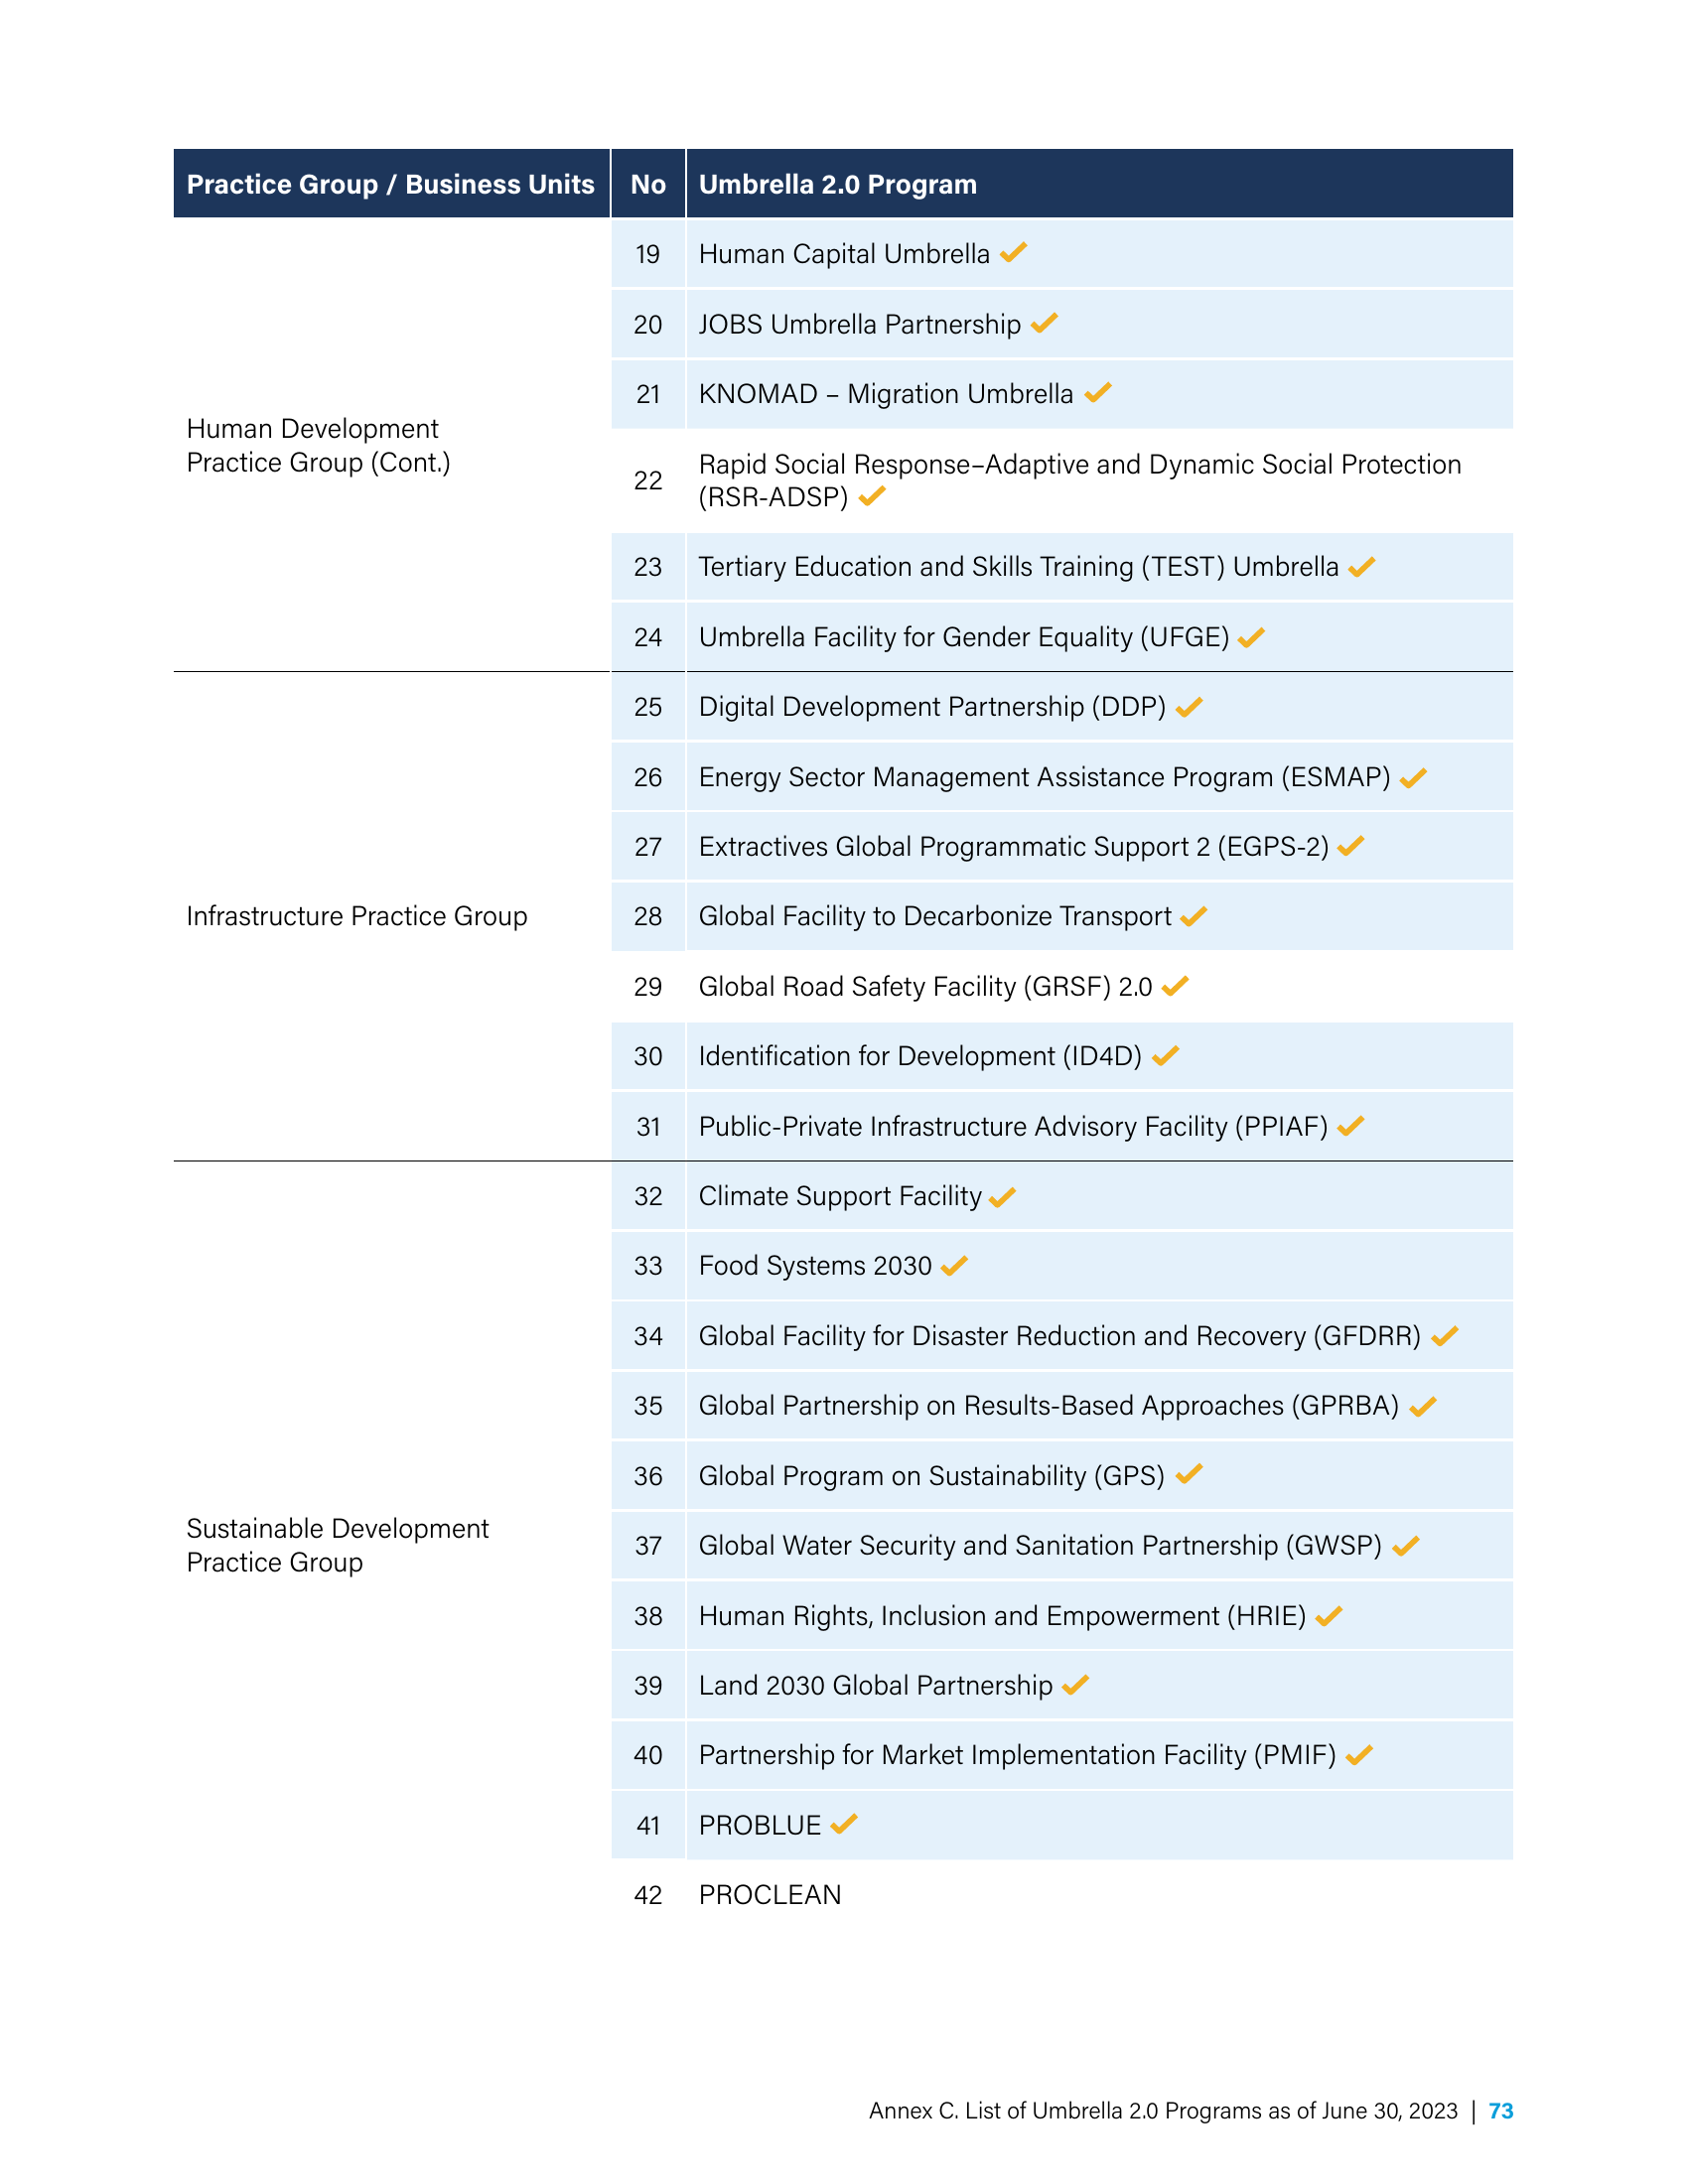 Practice Group / Business Units No Umbrella 2.0 Program
Human Development
Practice Group (Cont.)
19 Human Capital Umbrella ✓
20 JOBS Umbrella Partnership ✓
21 KNOMAD – Migration Umbrella ✓
22 Rapid Social Response–Adaptive and Dynamic Social Protection
(RSR-ADSP) ✓
23 Tertiary Education and Skills Training (TEST) Umbrella ✓
24 Umbrella Facility for Gender Equality (UFGE) ✓
Infrastructure Practice Group
25 Digital Development Partnership (DDP) ✓
26 Energy Sector Management Assistance Program (ESMAP) ✓
27 Extractives Global Programmatic Support 2 (EGPS-2) ✓
28 Global Facility to Decarbonize Transport ✓
29 Global Road Safety Facility (GRSF) 2.0 ✓
30 Identification for Development (ID4D) ✓
31 Public-Private Infrastructure Advisory Facility (PPIAF) ✓
Sustainable Development
Practice Group
32 Climate Support Facility ✓
33 Food Systems 2030 ✓
34 Global Facility for Disaster Reduction and Recovery (GFDRR) ✓
35 Global Partnership on Results-Based Approaches (GPRBA) ✓
36 Global Program on Sustainability (GPS) ✓
37 Global Water Security and Sanitation Partnership (GWSP) ✓
38 Human Rights, Inclusion and Empowerment (HRIE) ✓
39 Land 2030 Global Partnership ✓
40 Partnership for Market Implementation Facility (PMIF) ✓
41 PROBLUE ✓
42 PROCLEAN
Annex C. List of Umbrella 2.0 Programs as of June 30, 2023 | 73